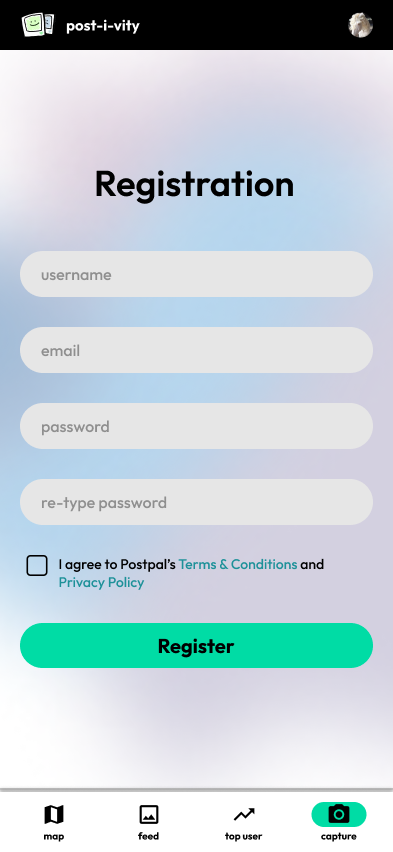 post-i-vity
Registration
username
email
password
re-type password
I agree to Postpal's Terms & Conditions and
Privacy Policy
Register
map
feed
top user
capture